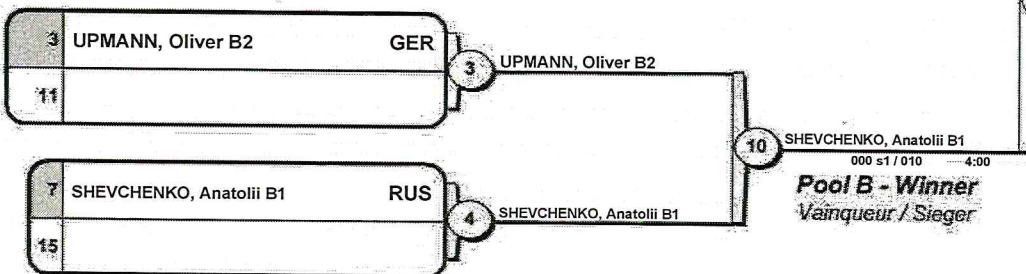 3 UPMANN, Oliver B2 GER
11
3 UPMANN, Oliver B2
10 SHEVCHENKO, Anatolii B1
000 s1 / 010 4:00
Pool B - Winner
Vainqueur / Sieger
7 SHEVCHENKO, Anatolii B1 RUS
15
4 SHEVCHENKO, Anatolii B1